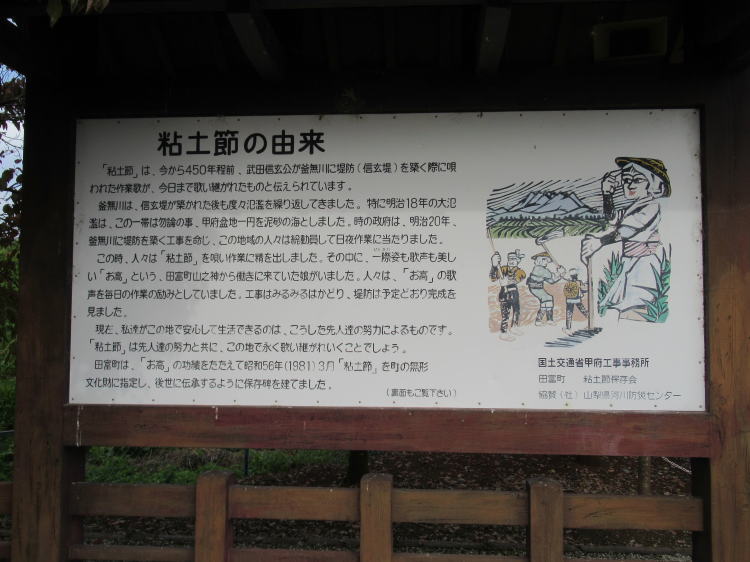 粘土節の由来
「粘土節」は、今から450年程前、武田信玄公が釜無川に堤防(信玄堤)を築く際に唄
われた作業歌が、今日まで歌い継がれたものと伝えられています。
釜無川は、信玄堤が築かれた後も度々氾濫を繰り返してきました。特に明治18年の大氾
濫は、この一帯は勿論の事、甲府盆地一円を泥砂の海としました。時の政府は、明治20年、
釜無川に堤防を築く工事を命じ、この地域の人々は総動員して日夜作業に当たりました。
この時、人々は「粘土節」を唄い作業に精を出しました。その中に、一際姿も歌声も美し
い「お高」という、田富町山之神から働きに来ていた娘がいました。人々は、「お高」の歌
声を毎日の作業の励みとしていました。工事はみるみるはかどり、堤防は予定どおり完成を
見ました。
現在、私達がこの地で安心して生活できるのは、こうした先人達の努力によるものです。
「粘土節」は先人達の努力と共に、この地で永く歌い継がれいくことでしょう。
田富町は、「お高」の功績をたたえて昭和56年(1981)3月「粘土節」を町の無形
文化財に指定し、後世に伝承するように保存碑を建てました。
(裏面もご覧下さい)
国土交通省甲府工事事務所
田富町 粘土節保存会
協賛(社)山梨県河川防災センター